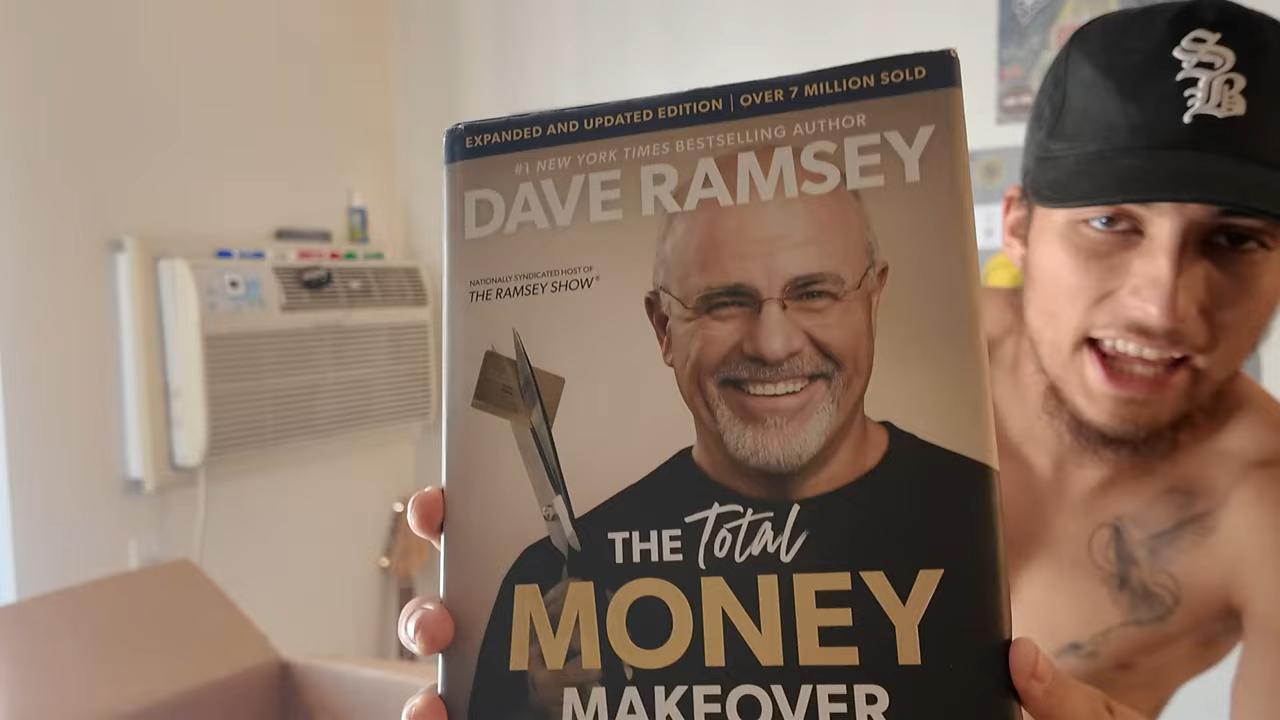 EXPANDED AND UPDATED EDITION | OVER 7 MILLION SOLD
#1 NEW YORK TIMES BESTSELLING AUTHOR
DAVE RAMSEY
NATIONALLY SYNDICATED HOST OF
THE RAMSEY SHOW®
THE Total
MONEY
MAKEOVER
SB